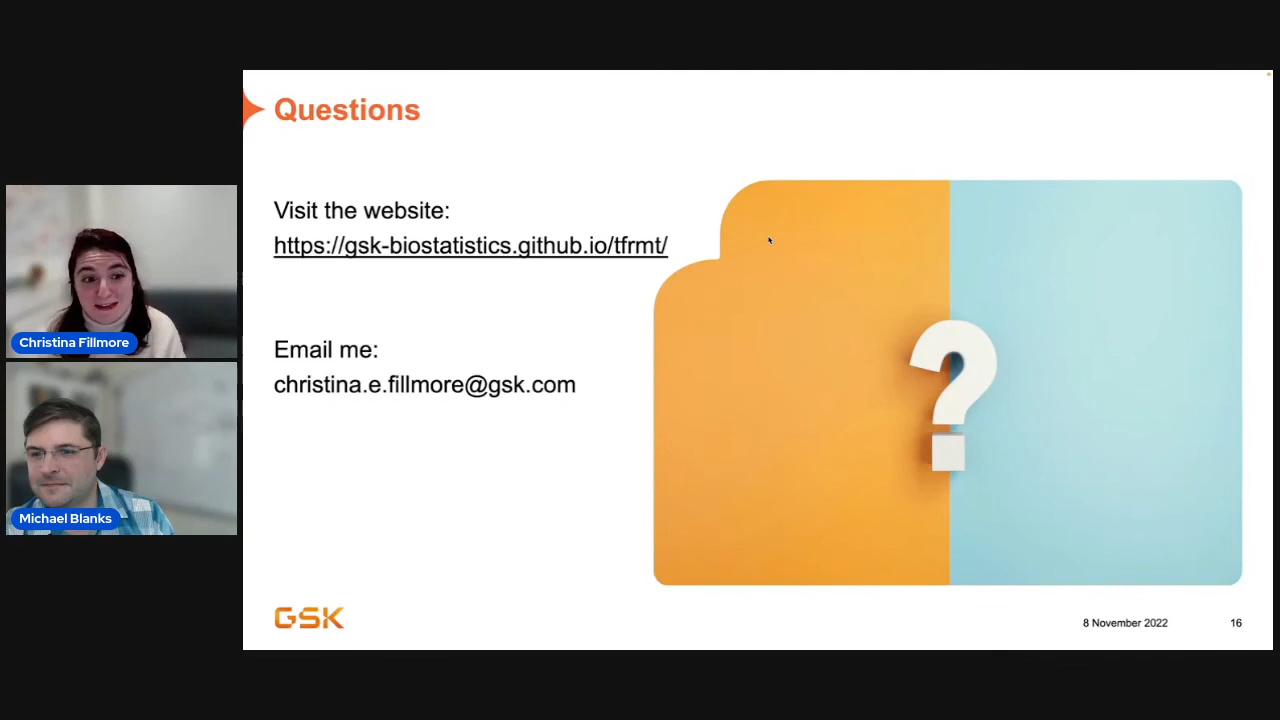 Questions
Visit the website:
https://gsk-biostatistics.github.io/tfrmt/
Email me:
christina.e.fillmore@gsk.com
Christina Fillmore
Michael Blanks
GSK
8 November 2022
16